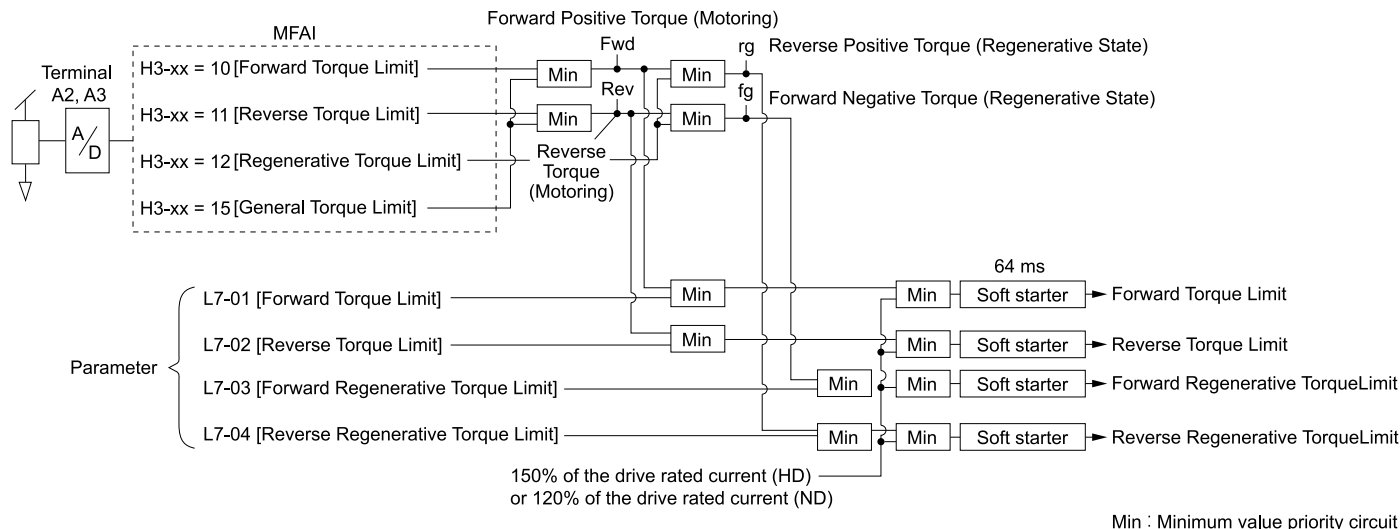 Forward Positive Torque (Motoring)
MFAI
Fwd
rg
Reverse Positive Torque (Regenerative State)
Terminal
A2, A3
H3-xx = 10 [Forward Torque Limit]
Min
Min
Rev
fg
Forward Negative Torque (Regenerative State)
H3-xx = 11 [Reverse Torque Limit]
Min
Min
A/D
H3-xx = 12 [Regenerative Torque Limit]
Reverse
Torque
(Motoring)
H3-xx = 15 [General Torque Limit]
64 ms
L7-01 [Forward Torque Limit]
Min
Min
Soft starter
Forward Torque Limit
L7-02 [Reverse Torque Limit]
Min
Min
Soft starter
Reverse Torque Limit
Parameter
L7-03 [Forward Regenerative Torque Limit]
Min
Min
Soft starter
Forward Regenerative TorqueLimit
L7-04 [Reverse Regenerative Torque Limit]
Min
Min
Soft starter
Reverse Regenerative TorqueLimit
150% of the drive rated current (HD)
or 120% of the drive rated current (ND)
Min : Minimum value priority circuit